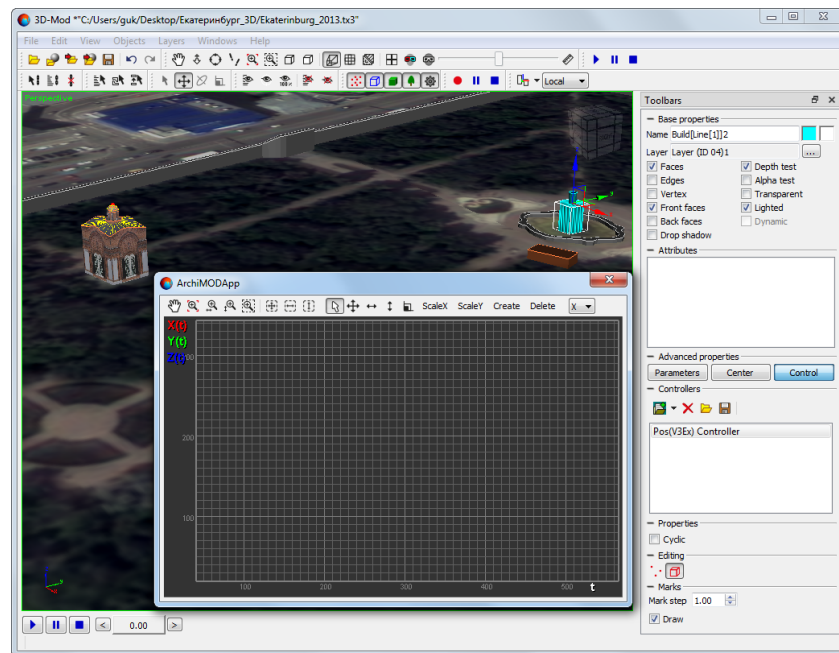 3D-Mod *"C:/Users/guk/Desktop/Екатеринбург_3D/Ekaterinburg_2013.tx3"
File Edit View Objects Layers Windows Help
Local
Perspective
Toolbars
Base properties
Name Build[Line[1]]2
Layer Layer (ID 04)1 ...
Faces Depth test
Edges Alpha test
Vertex Transparent
Front faces Lighted
Back faces Dynamic
Drop shadow
Attributes
Advanced properties
Parameters Center Control
Controllers
Pos(V3Ex) Controller
Properties
Cyclic
Editing
Marks
Mark step 1.00
Draw
ArchiMODApp
ScaleX ScaleY Create Delete X
X(t)
Y(t)
Z(t)
300
200
100
100 200 300 400 500 t
< 0.00 >